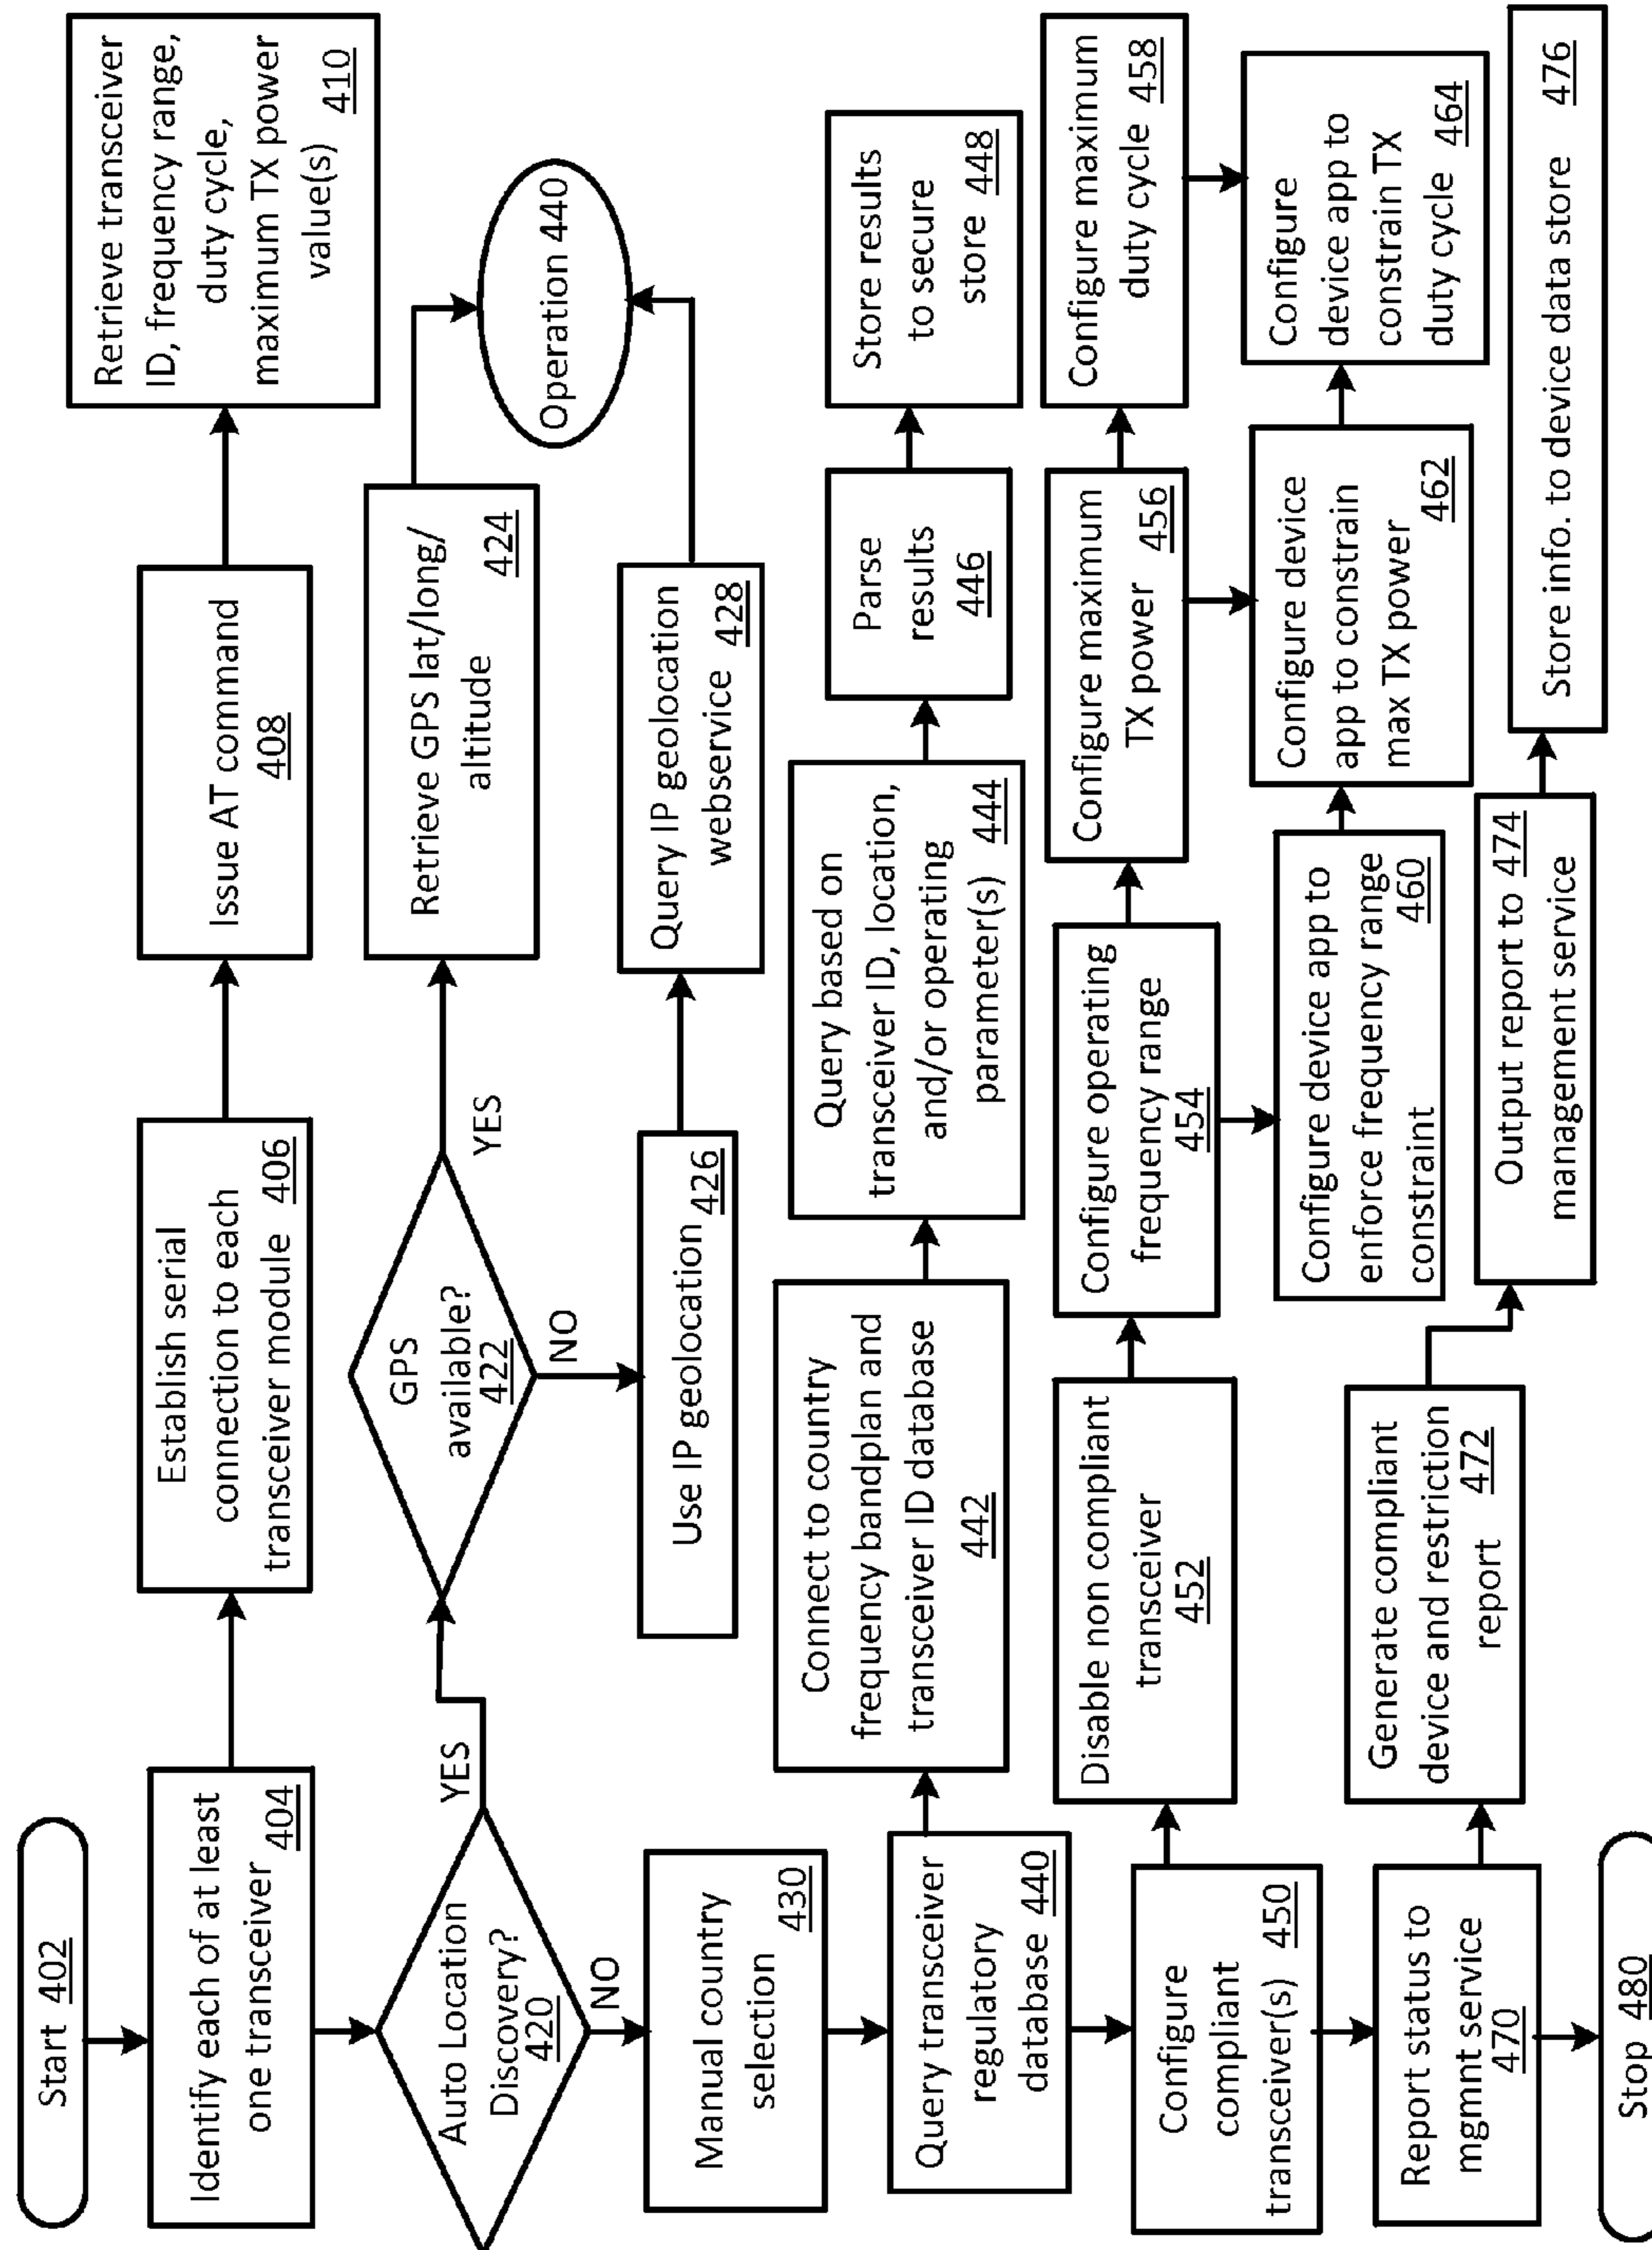 Start 402
Identify each of at least
one transceiver 404
Establish serial
connection to each
transceiver module 406
Issue AT command
408
Retrieve transceiver
ID, frequency range,
duty cycle,
maximum TX power
value(s) 410
Auto Location
Discovery?
420
YES
NO
GPS
available?
422
YES
NO
Retrieve GPS lat/long/
altitude 424
Operation 440
Use IP geolocation
426
Query IP geolocation
webservice 428
Manual country
selection 430
Query transceiver
regulatory
database 440
Connect to country
frequency bandplan and
transceiver ID database
442
Query based on
transceiver ID, location,
and/or operating
parameter(s) 444
Parse
results
446
Store results
to secure
store 448
Configure
compliant
transceiver(s) 450
Disable non compliant
transceiver
452
Configure operating
frequency range
454
Configure maximum
TX power 456
Configure maximum
duty cycle 458
Configure device app to
enforce frequency range
constraint 460
Configure device
app to constrain
max TX power 462
Configure
device app to
constrain TX
duty cycle 464
Report status to
mgmnt service
470
Generate compliant
device and restriction
report 472
Output report to 474
management service
Store info. to device data store 476
Stop 480